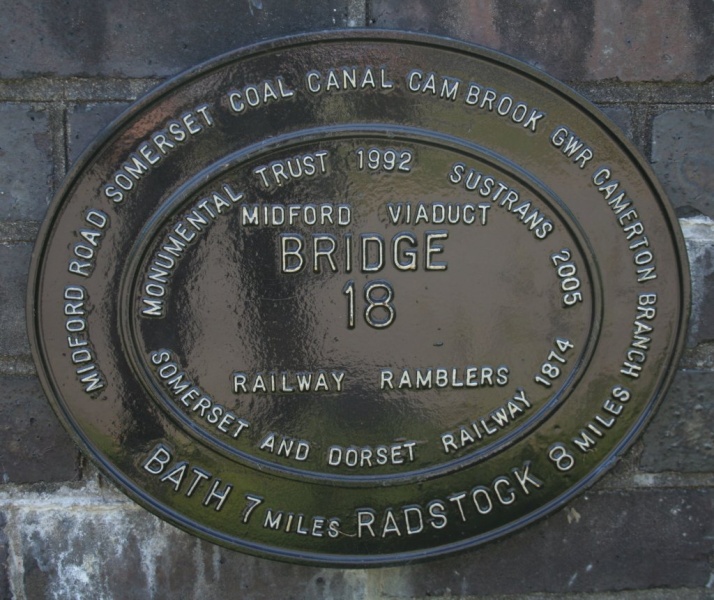 MIDFORD ROAD SOMERSET COAL CANAL CAM BROOK GWR CAMERTON BRANCH
BATH 7 MILES RADSTOCK 8 MILES
MONUMENTAL TRUST 1992 SUSTRANS 2005
MIDFORD VIADUCT
BRIDGE
18
RAILWAY RAMBLERS
SOMERSET AND DORSET RAILWAY 1874